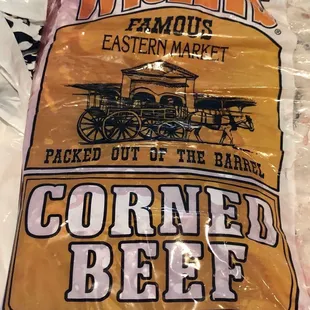 FAMOUS
EASTERN MARKET
PACKED OUT OF THE BARREL
CORNED
BEEF